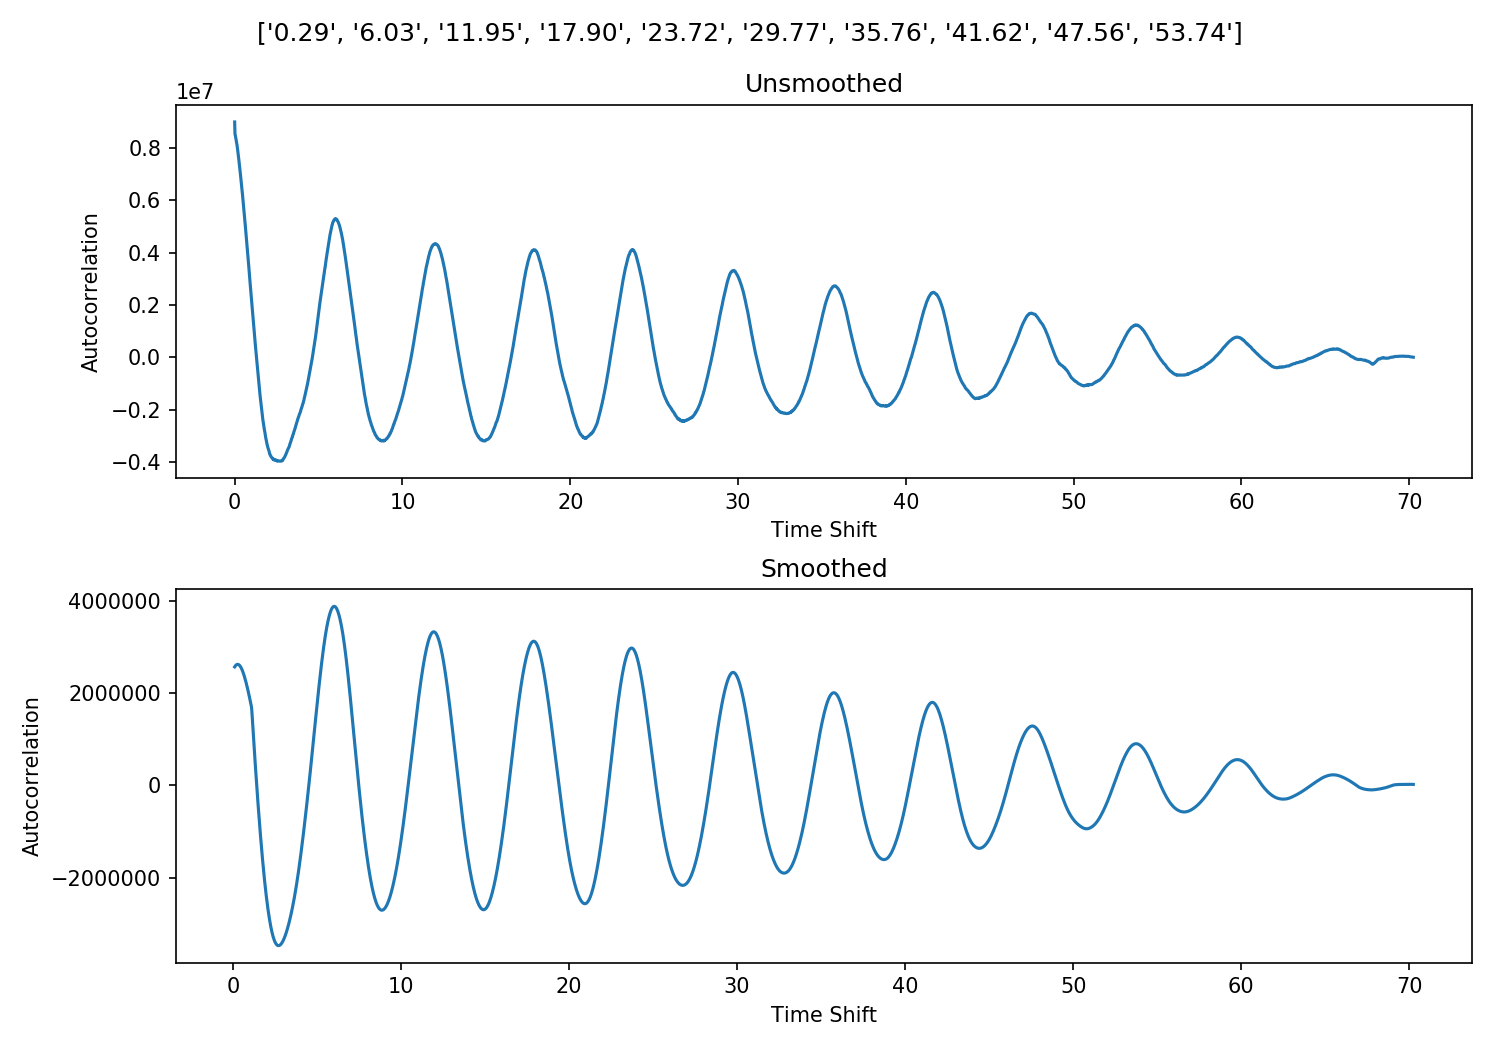 ['0.29', '6.03', '11.95', '17.90', '23.72', '29.77', '35.76', '41.62', '47.56', '53.74']
Unsmoothed
1e7
0.8
0.6
0.4
0.2
0.0
−0.2
−0.4
Autocorrelation
0 10 20 30 40 50 60 70
Time Shift
Smoothed
4000000
2000000
0
−2000000
Autocorrelation
0 10 20 30 40 50 60 70
Time Shift